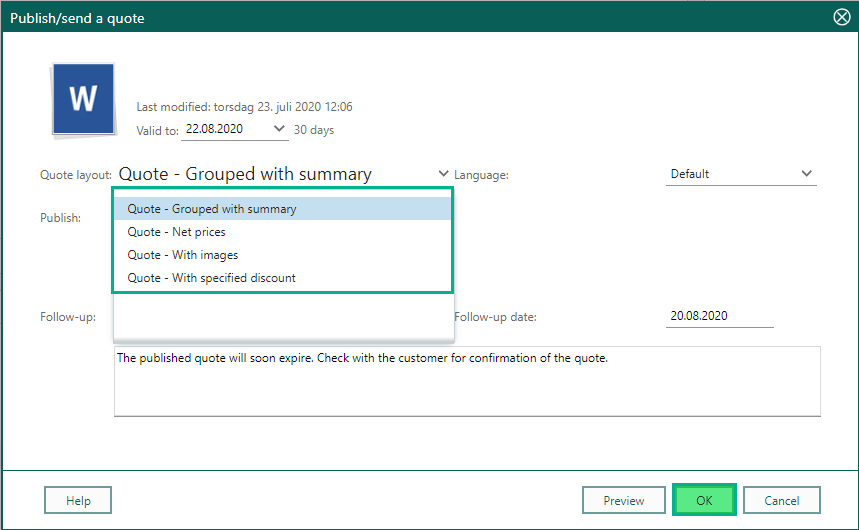 Publish/send a quote
W
Last modified: torsdag 23. juli 2020 12:06
Valid to: 22.08.2020 30 days
Quote layout: Quote - Grouped with summary Language: Default
Quote - Grouped with summary
Publish:
Quote - Net prices
Quote - With images
Quote - With specified discount
Follow-up: Follow-up date: 20.08.2020
The published quote will soon expire. Check with the customer for confirmation of the quote.
Help Preview OK Cancel